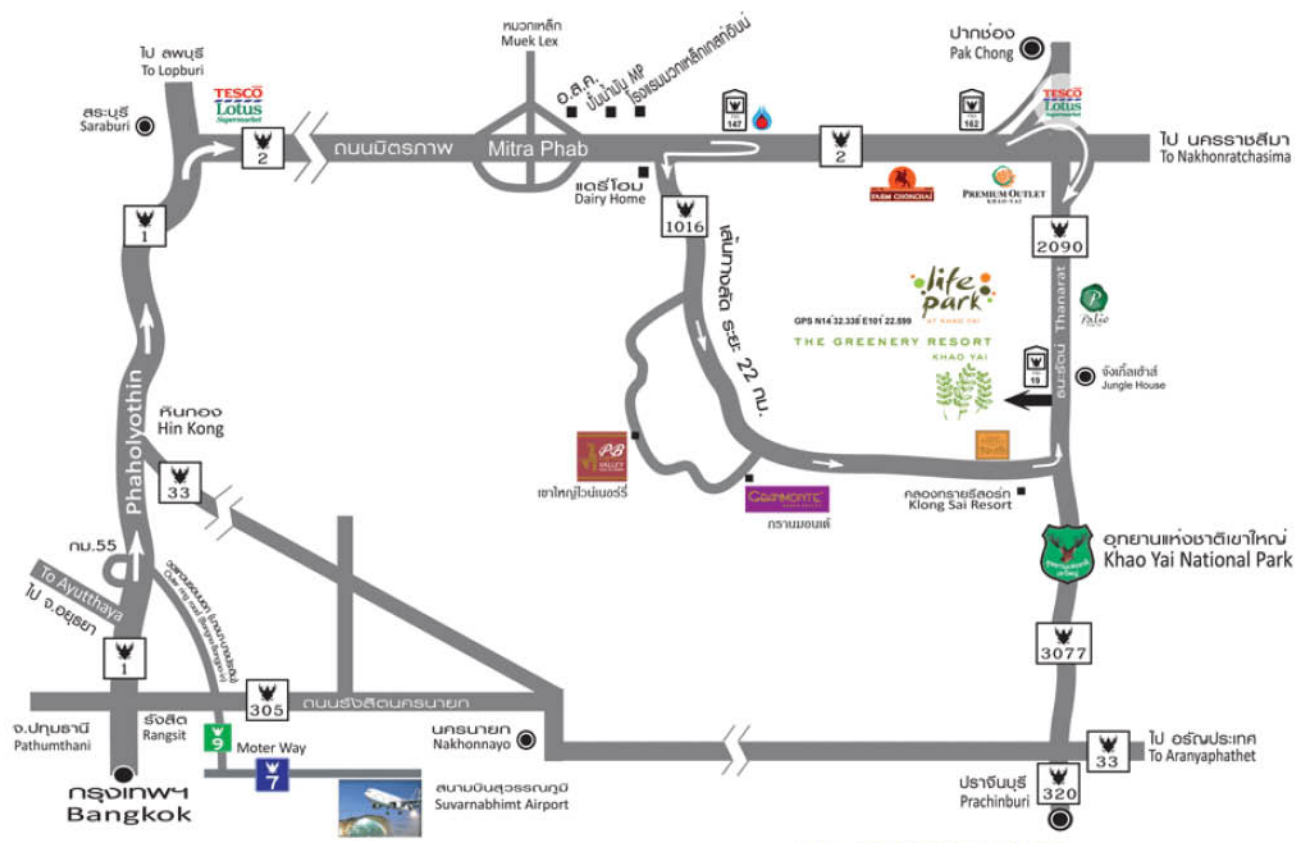 หมวกเหล็ก
Muek Lex
อ.ส.ค.
ปั้มน้ำมัน MP
โรงแรมมวกเหล็กเกสท์อินน์
ปากช่อง
Pak Chong
ไป ลพบุรี
To Lopburi
สระบุรี
Saraburi
TESCO
Lotus
Supermarket
2
ถนนมิตรภาพ
Mitra Phab
147
2
162
TESCO
Lotus
Supermarket
ไป นครราชสีมา
To Nakhonratchasima
แดรี่โฮม
Dairy Home
FARM CHOKCHAI
PREMIUM OUTLET
KHAO YAI
1
1016
2090
เส้นทางลัด ระยะ 22 กม.
life
park
AT KHAO YAI
GPS N14 32.338 E101 22.599
THE GREENERY RESORT
KHAO YAI
P
Palio
ธนะรัตน์ Thanarat
19
จังเกิ้ลเฮ้าส์
Jungle House
Phaholyothin
หินกอง
Hin Kong
33
PB
VALLEY
เขาใหญ่ไวน์เนอร์รี่
GRANMONTE
กรานมอนเต้
คลองทรายรีสอร์ท
Klong Sai Resort
กม.55
To Ayutthaya
ไป จ.อยุธยา
อุทยานแห่งชาติเขาใหญ่
Khao Yai National Park
1
305
ถนนรังสิตนครนายก
3077
จ.ปทุมธานี
Pathumthani
รังสิต
Rangsit
9
Moter Way
7
นครนายก
Nakhonnayo
33
ไป อรัญประเทศ
To Aranyaphathet
กรุงเทพฯ
Bangkok
สนามบินสุวรรณภูมิ
Suvarnabhimt Airport
ปราจีนบุรี
Prachinburi
320